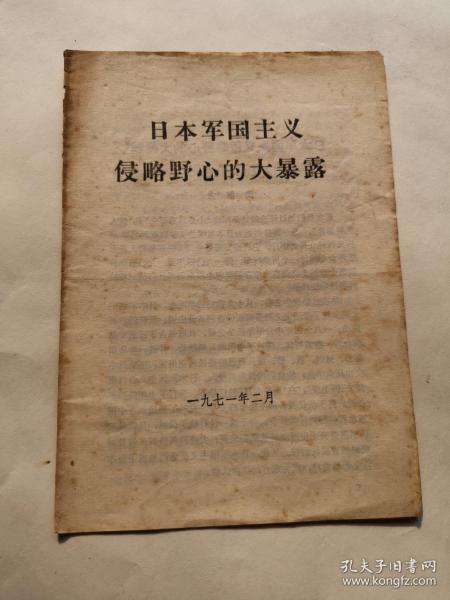 日本军国主义
侵略野心的大暴露
一九七一年二月
孔夫子旧书网
www.kongfz.com